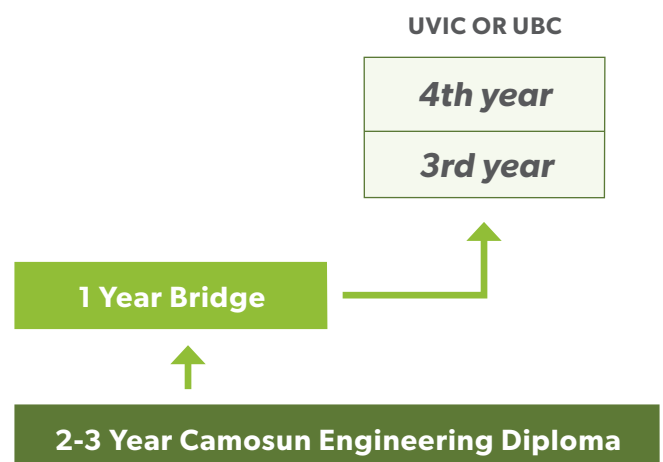 UVIC OR UBC
4th year
3rd year
1 Year Bridge
2-3 Year Camosun Engineering Diploma